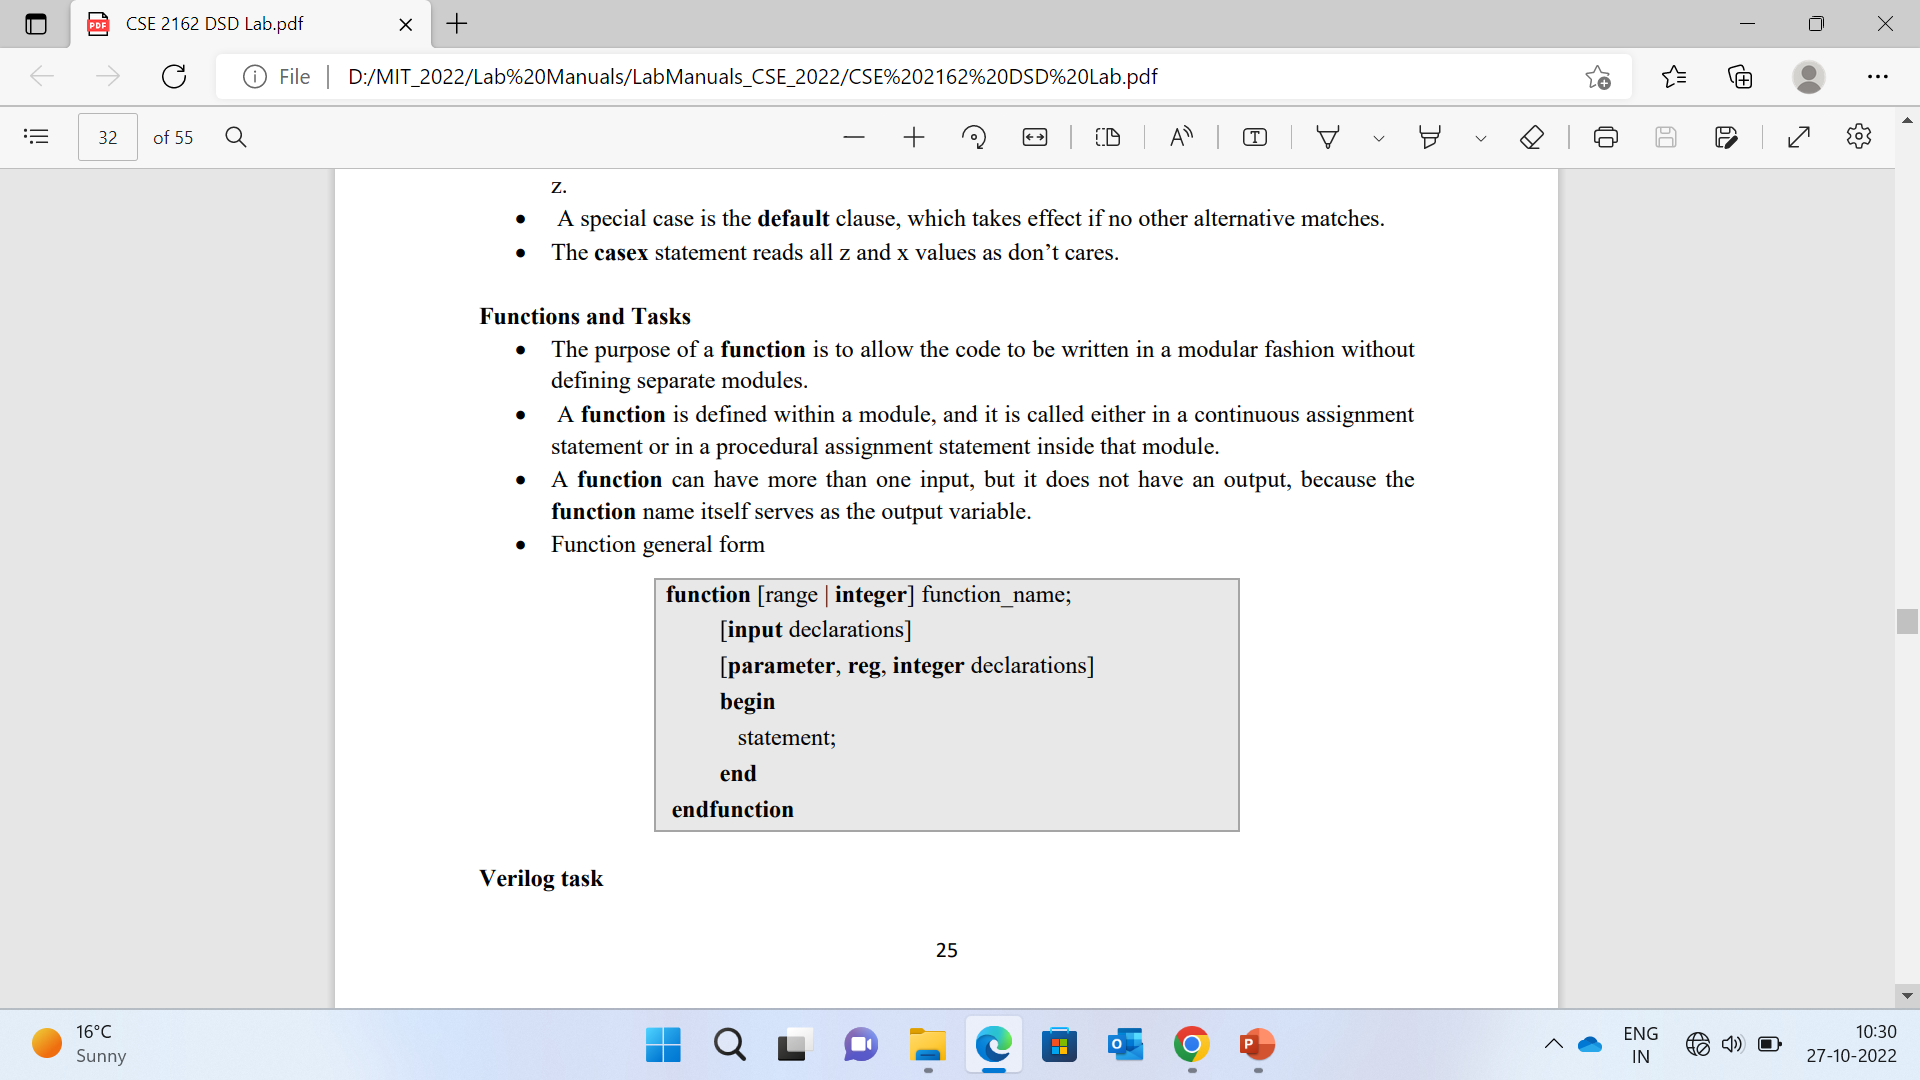 CSE 2162 DSD Lab.pdf
File
D:/MIT_2022/Lab%20Manuals/LabManuals_CSE_2022/CSE%202162%20DSD%20Lab.pdf
32 of 55
z.
• A special case is the default clause, which takes effect if no other alternative matches.
• The casex statement reads all z and x values as don’t cares.
Functions and Tasks
• The purpose of a function is to allow the code to be written in a modular fashion without
defining separate modules.
• A function is defined within a module, and it is called either in a continuous assignment
statement or in a procedural assignment statement inside that module.
• A function can have more than one input, but it does not have an output, because the
function name itself serves as the output variable.
• Function general form
function [range | integer] function_name;
[input declarations]
[parameter, reg, integer declarations]
begin
statement;
end
endfunction
Verilog task
25
16°C
Sunny
ENG
IN
10:30
27-10-2022